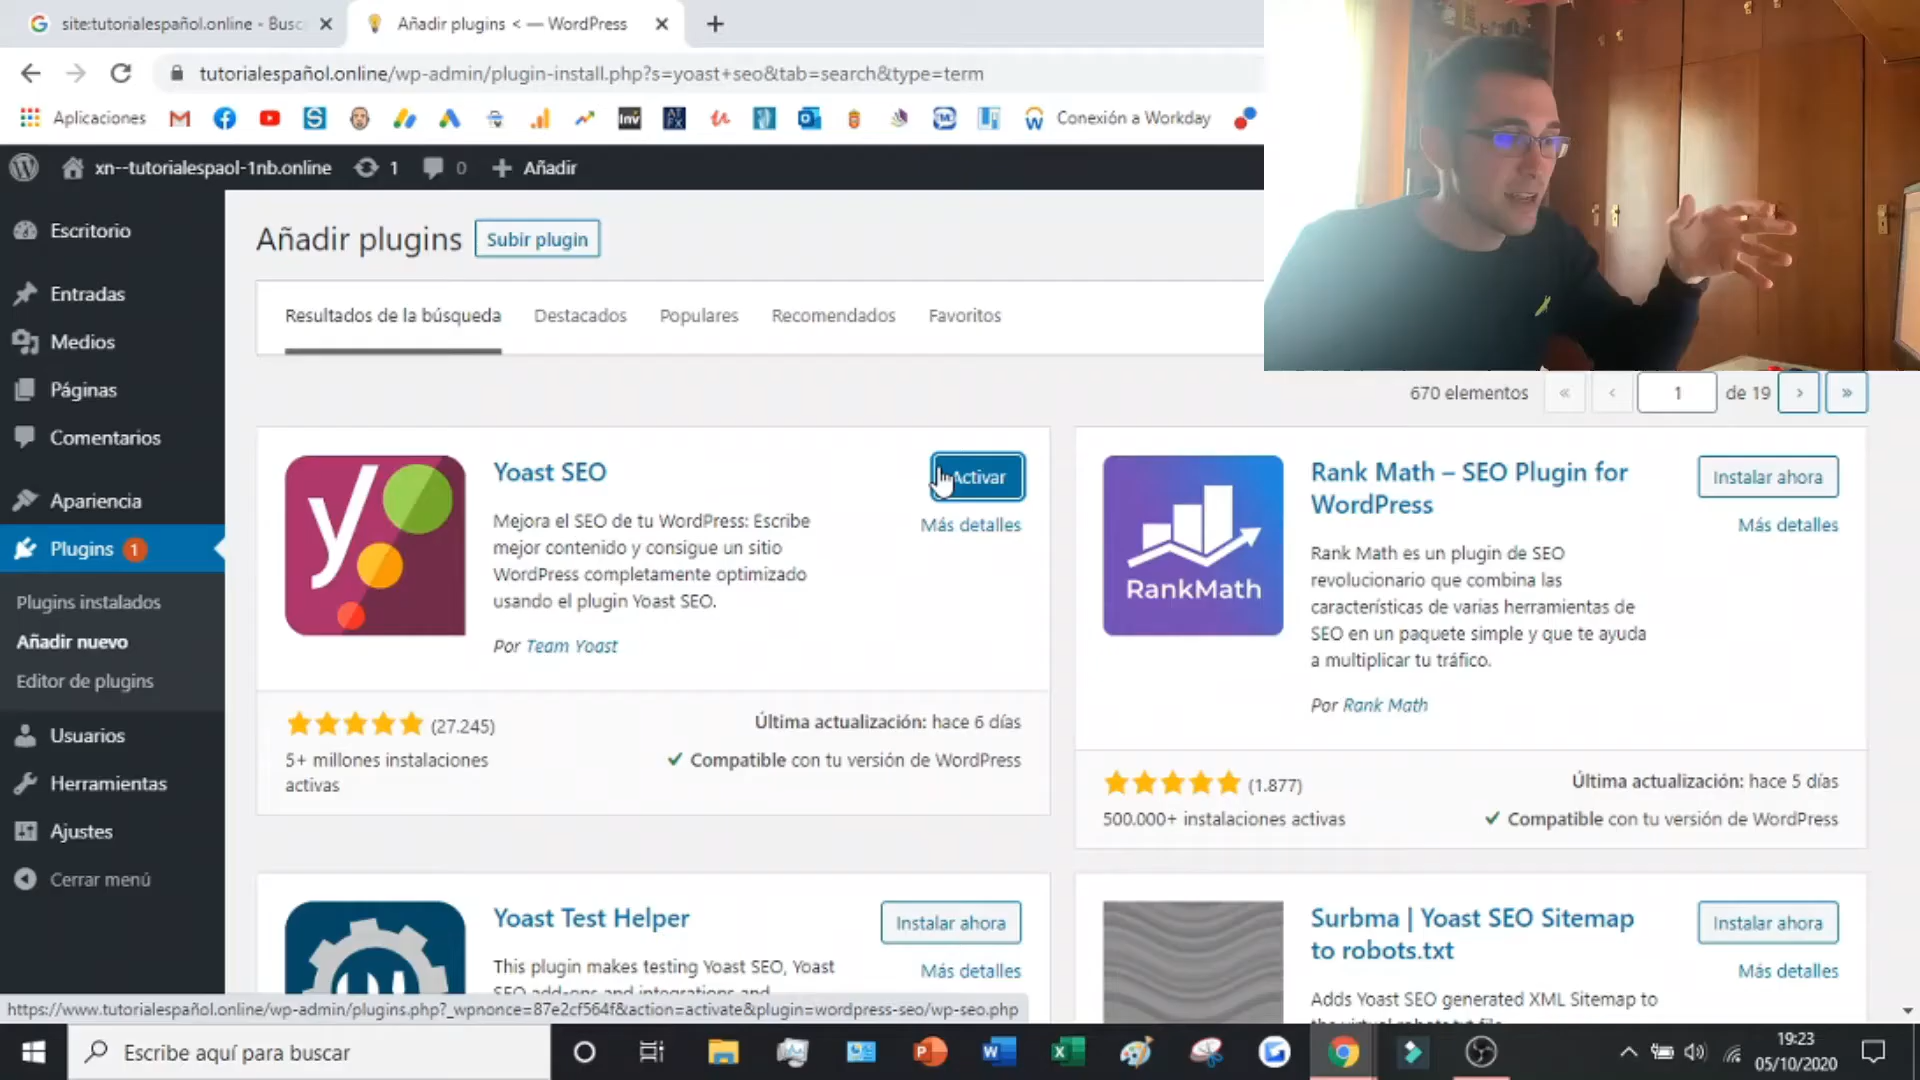 site:tutorialespañol.online - Busc
Añadir plugins < — WordPress
tutorialespañol.online/wp-admin/plugin-install.php?s=yoast+seo&tab=search&type=term
Aplicaciones
Conexión a Workday
xn--tutorialespaol-1nb.online
1
0
Añadir
Escritorio
Entradas
Medios
Páginas
Comentarios
Apariencia
Plugins 1
Plugins instalados
Añadir nuevo
Editor de plugins
Usuarios
Herramientas
Ajustes
Cerrar menú
Añadir plugins
Subir plugin
Resultados de la búsqueda
Destacados
Populares
Recomendados
Favoritos
670 elementos
« ‹ 1 de 19 › »
Yoast SEO
Activar
Más detalles
Mejora el SEO de tu WordPress: Escribe
mejor contenido y consigue un sitio
WordPress completamente optimizado
usando el plugin Yoast SEO.
Por Team Yoast
(27.245)
5+ millones instalaciones
activas
Última actualización: hace 6 días
Compatible con tu versión de WordPress
RankMath
Rank Math – SEO Plugin for
WordPress
Instalar ahora
Más detalles
Rank Math es un plugin de SEO
revolucionario que combina las
características de varias herramientas de
SEO en un paquete simple y que te ayuda
a multiplicar tu tráfico.
Por Rank Math
(1.877)
500.000+ instalaciones activas
Última actualización: hace 5 días
Compatible con tu versión de WordPress
Yoast Test Helper
Instalar ahora
Más detalles
This plugin makes testing Yoast SEO, Yoast
SEO add-ons and integrations and
Surbma | Yoast SEO Sitemap
to robots.txt
Instalar ahora
Más detalles
Adds Yoast SEO generated XML Sitemap to
https://www.tutorialespañol.online/wp-admin/plugins.php?_wpnonce=87e2cf564f&action=activate&plugin=wordpress-seo/wp-seo.php
Escribe aquí para buscar
19:23
05/10/2020